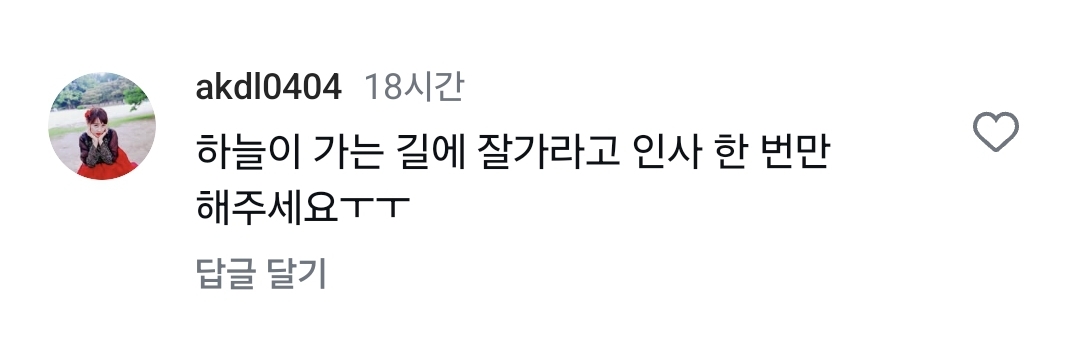 akdl0404 18시간
하늘이 가는 길에 잘가라고 인사 한 번만
해주세요ㅜㅜ
답글 달기